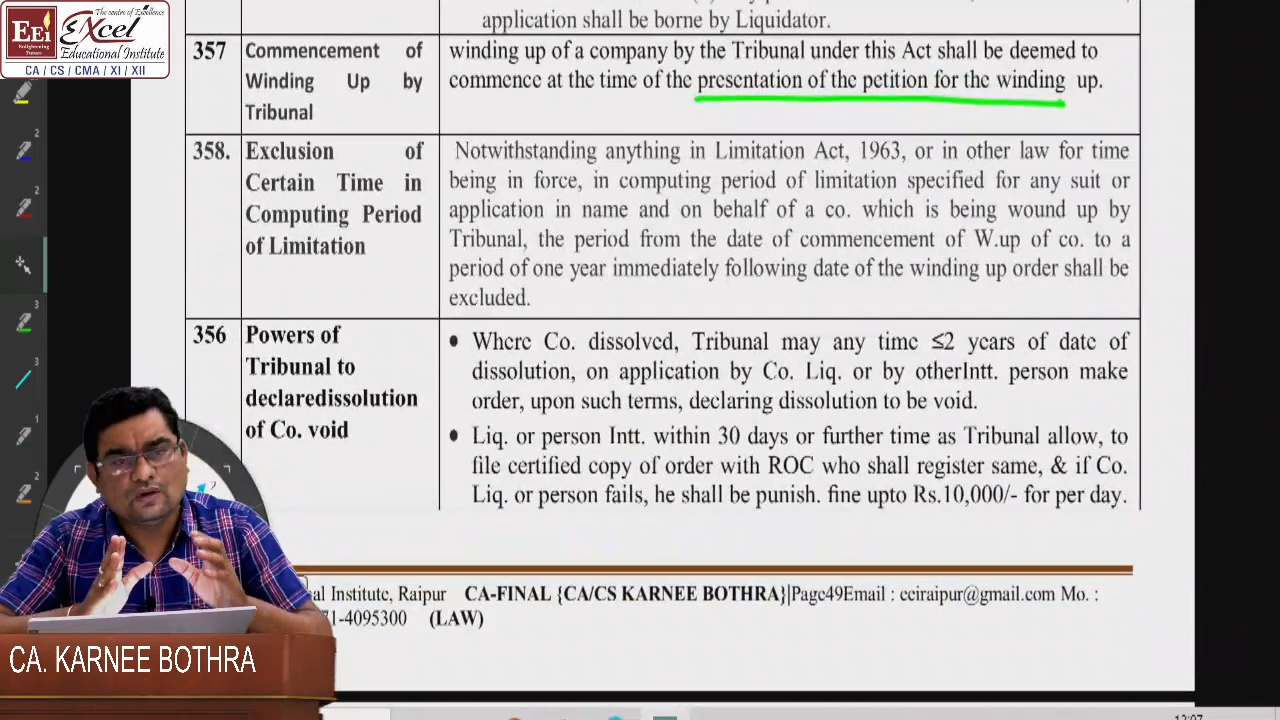 EEi
Enlightening
Future
The centre of Excellence
EXcel
Educational Institute
CA / CS / CMA / XI / XII
application shall be borne by Liquidator.
357
Commencement of
Winding Up by
Tribunal
winding up of a company by the Tribunal under this Act shall be deemed to
commence at the time of the presentation of the petition for the winding up.
358.
Exclusion of
Certain Time in
Computing Period
of Limitation
Notwithstanding anything in Limitation Act, 1963, or in other law for time
being in force, in computing period of limitation specified for any suit or
application in name and on behalf of a co. which is being wound up by
Tribunal, the period from the date of commencement of W.up of co. to a
period of one year immediately following date of the winding up order shall be
excluded.
356
Powers of
Tribunal to
declaredissolution
of Co. void
• Where Co. dissolved, Tribunal may any time ≤2 years of date of
dissolution, on application by Co. Liq. or by otherIntt. person make
order, upon such terms, declaring dissolution to be void.
• Liq. or person Intt. within 30 days or further time as Tribunal allow, to
file certified copy of order with ROC who shall register same, & if Co.
Liq. or person fails, he shall be punish. fine upto Rs.10,000/- for per day.
Institute, Raipur CA-FINAL {CA/CS KARNEE BOTHRA}|Page49Email : eeiraipur@gmail.com Mo. :
71-4095300 (LAW)
CA. KARNEE BOTHRA